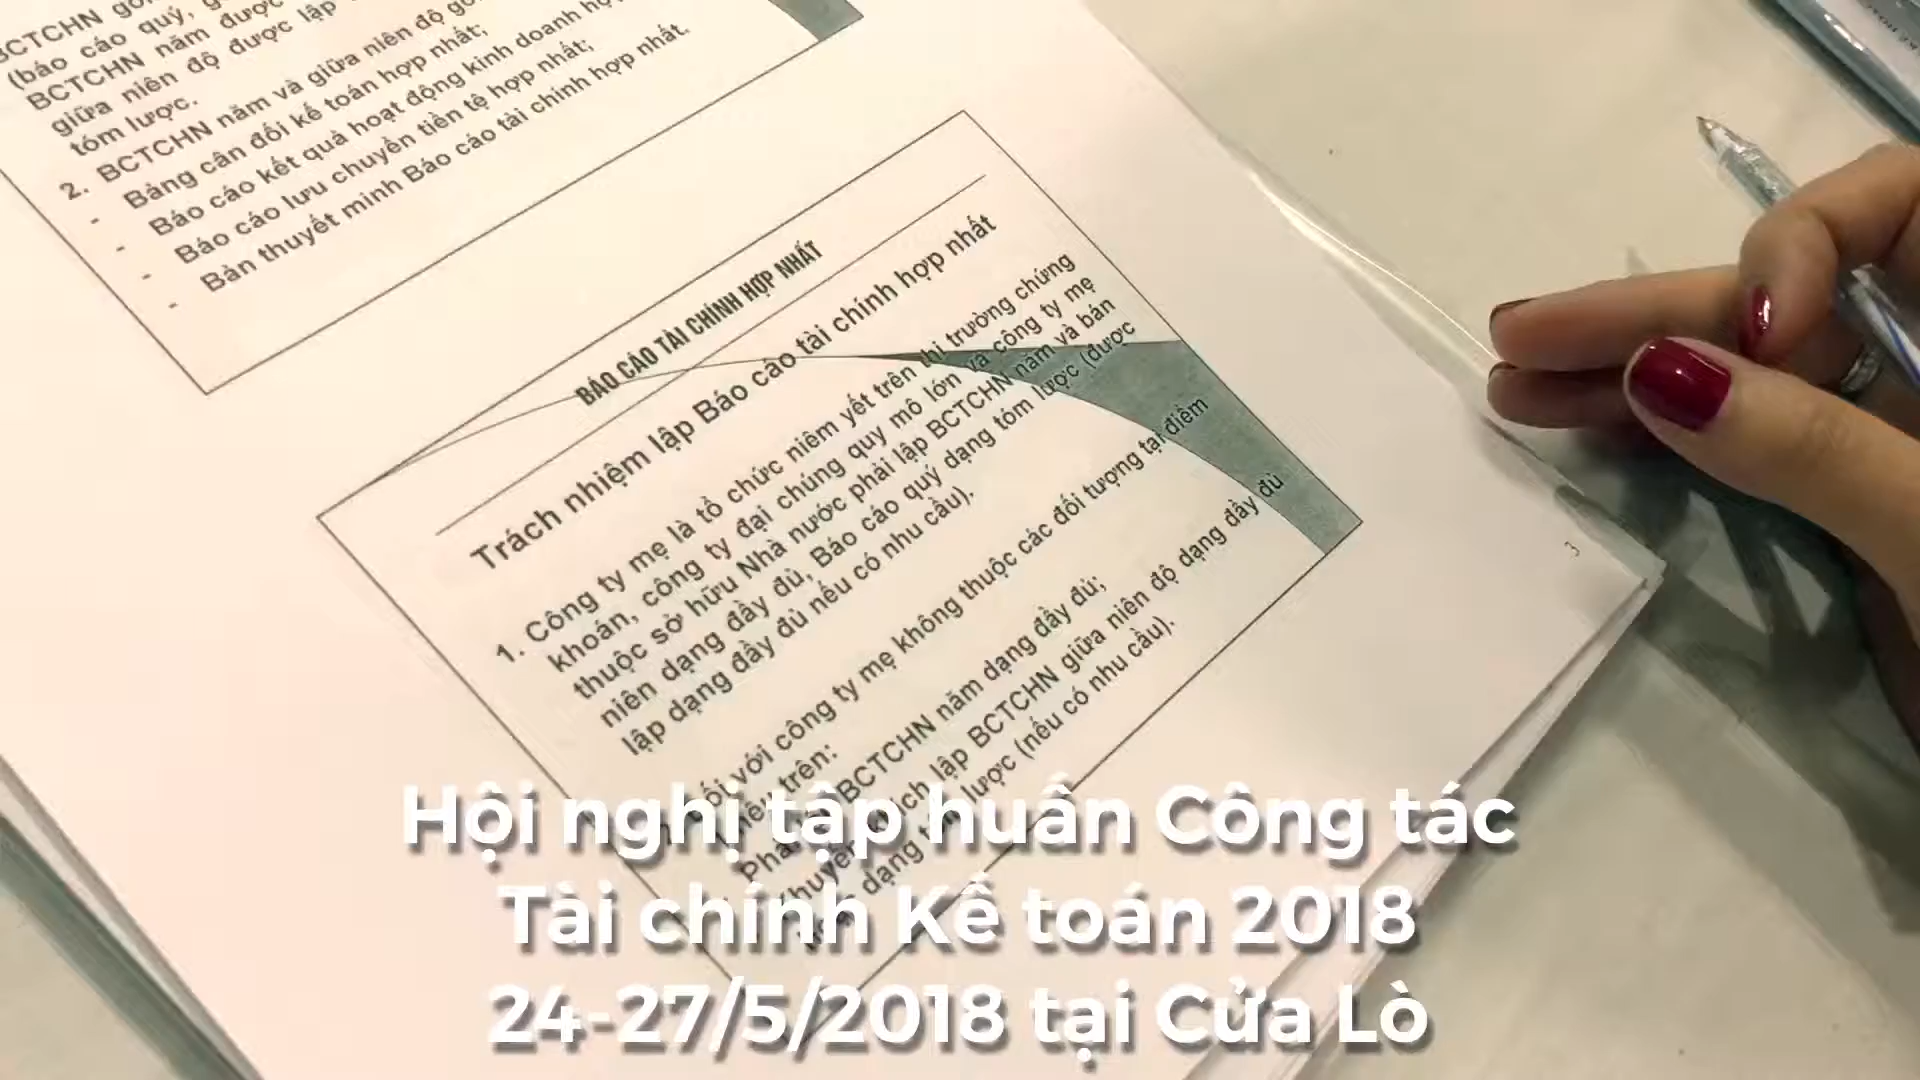 BCTCHN
(báo cáo quý,
BCTCHN năm được
giữa niên độ được lập
tóm lược.
2. BCTCHN năm và giữa niên độ
- Bảng cân đối kế toán hợp nhất;
- Báo cáo kết quả hoạt động kinh doanh
- Báo cáo lưu chuyển tiền tệ hợp nhất;
- Bản thuyết minh Báo cáo tài chính hợp nhất.
BÁO CÁO TÀI CHÍNH HỢP NHẤT
Trách nhiệm lập Báo cáo tài chính hợp nhất
1. Công ty mẹ là tổ chức niêm yết trên thị trường chứng
khoán, công ty đại chúng quy mô lớn và công ty mẹ
thuộc sở hữu Nhà nước phải lập BCTCHN năm và bán
niên dạng đầy đủ, Báo cáo quý dạng tóm lược (được
lập dạng đầy đủ nếu có nhu cầu).
với công ty mẹ không thuộc các đối tượng tại điểm
1 nêu trên:
BCTCHN năm dạng đầy đủ;
lập BCTCHN giữa niên độ dạng đầy đủ
dạng lược (nếu có nhu cầu).
3
Hội nghị tập huấn Công tác
Tài chính Kế toán 2018
24-27/5/2018 tại Cửa Lò